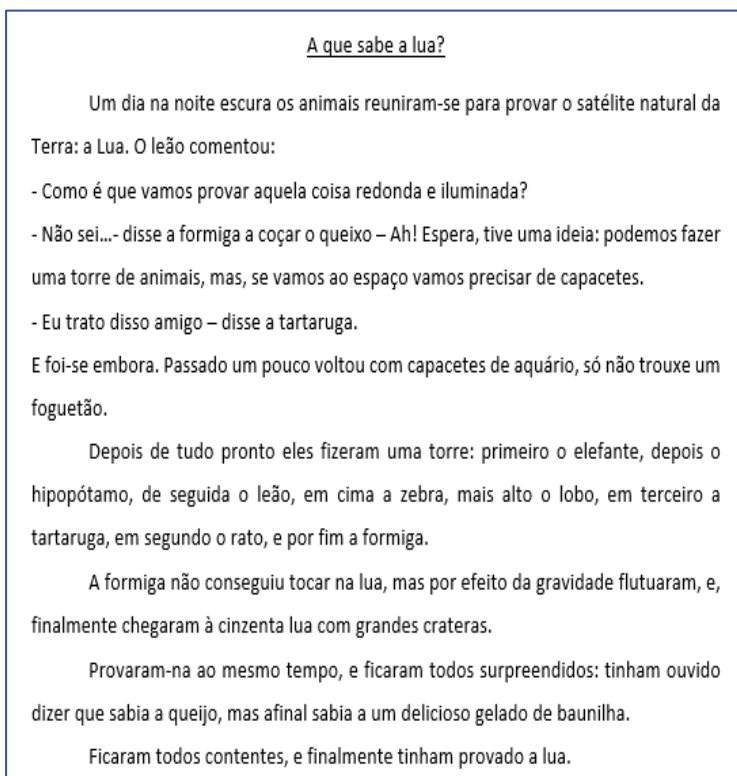 A que sabe a lua?
Um dia na noite escura os animais reuniram-se para provar o satélite natural da
Terra: a Lua. O leão comentou:
- Como é que vamos provar aquela coisa redonda e iluminada?
- Não sei...- disse a formiga a coçar o queixo – Ah! Espera, tive uma ideia: podemos fazer
uma torre de animais, mas, se vamos ao espaço vamos precisar de capacetes.
- Eu trato disso amigo – disse a tartaruga.
E foi-se embora. Passado um pouco voltou com capacetes de aquário, só não trouxe um
foguetão.
Depois de tudo pronto eles fizeram uma torre: primeiro o elefante, depois o
hipopótamo, de seguida o leão, em cima a zebra, mais alto o lobo, em terceiro a
tartaruga, em segundo o rato, e por fim a formiga.
A formiga não conseguiu tocar na lua, mas por efeito da gravidade flutuaram, e,
finalmente chegaram à cinzenta lua com grandes crateras.
Provaram-na ao mesmo tempo, e ficaram todos surpreendidos: tinham ouvido
dizer que sabia a queijo, mas afinal sabia a um delicioso gelado de baunilha.
Ficaram todos contentes, e finalmente tinham provado a lua.